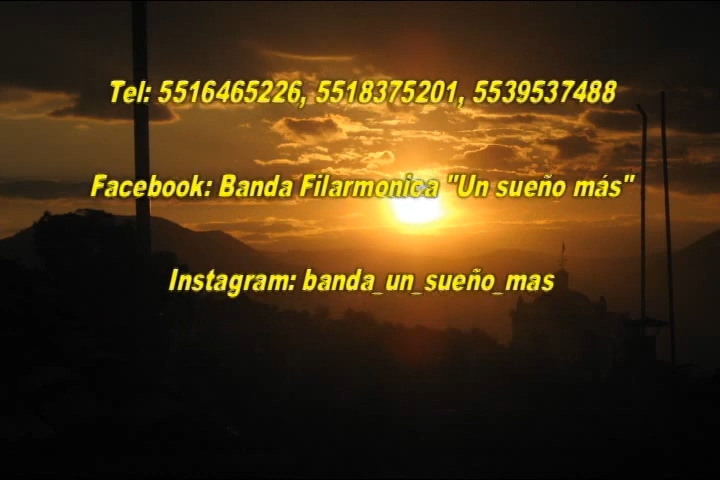 Tel: 5516465226, 5518375201, 5539537488
Facebook: Banda Filarmonica "Un sueño más"
Instagram: banda_un_sueño_mas